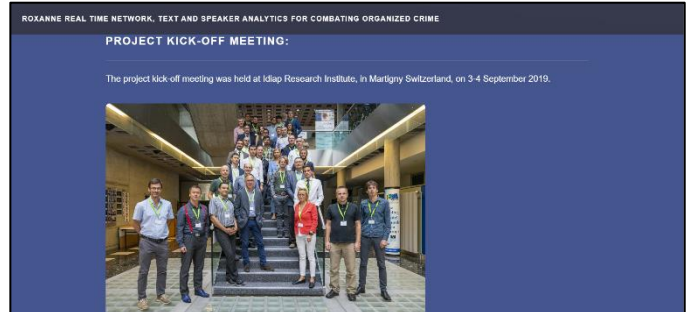 ROXANNE REAL TIME NETWORK, TEXT AND SPEAKER ANALYTICS FOR COMBATING ORGANIZED CRIME
PROJECT KICK-OFF MEETING:
The project kick-off meeting was held at Idiap Research Institute, in Martigny Switzerland, on 3-4 September 2019.